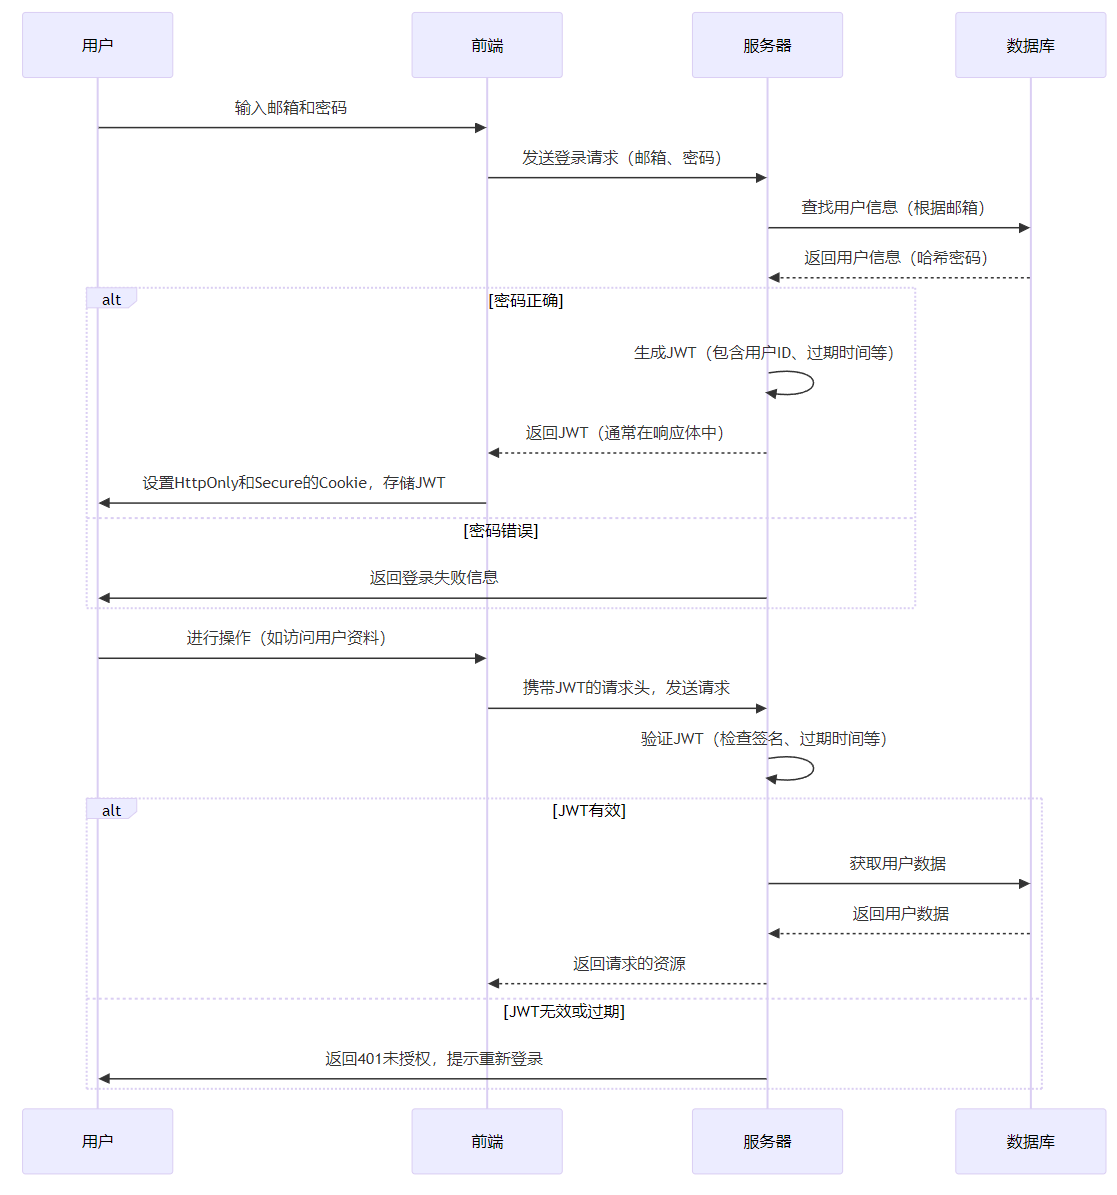 用户
前端
服务器
数据库
输入邮箱和密码
发送登录请求（邮箱、密码）
查找用户信息（根据邮箱）
返回用户信息（哈希密码）
alt
[密码正确]
生成JWT（包含用户ID、过期时间等）
返回JWT（通常在响应体中）
设置HttpOnly和Secure的Cookie，存储JWT
[密码错误]
返回登录失败信息
进行操作（如访问用户资料）
携带JWT的请求头，发送请求
验证JWT（检查签名、过期时间等）
alt
[JWT有效]
获取用户数据
返回用户数据
返回请求的资源
[JWT无效或过期]
返回401未授权，提示重新登录
用户
前端
服务器
数据库